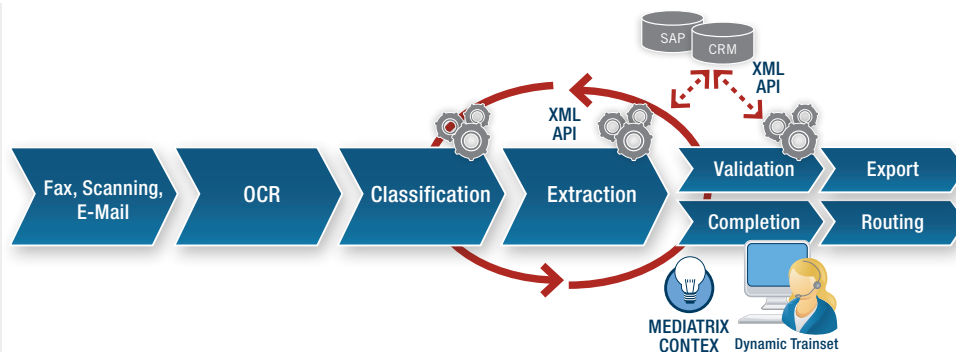 SAP
CRM
XML
API
XML
API
Fax, Scanning,
E-Mail
OCR
Classification
Extraction
Validation
Export
Completion
Routing
MEDIATRIX
CONTEX
Dynamic Trainset